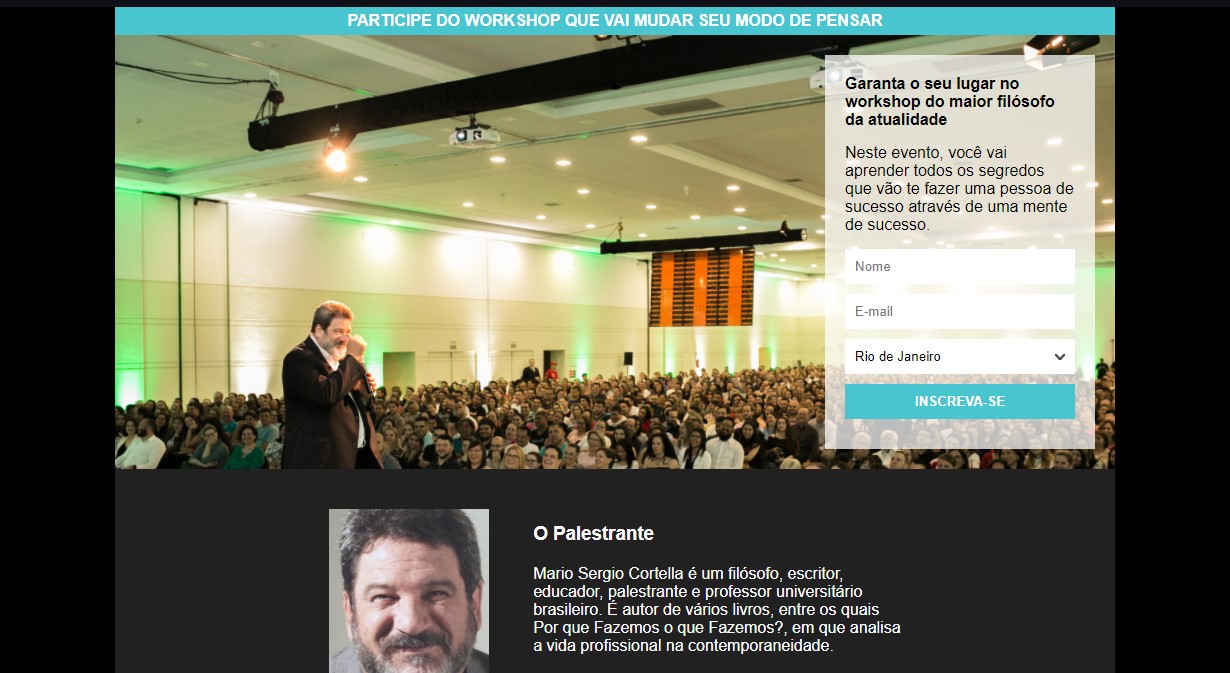 PARTICIPE DO WORKSHOP QUE VAI MUDAR SEU MODO DE PENSAR
Garanta o seu lugar no
workshop do maior filósofo
da atualidade
Neste evento, você vai
aprender todos os segredos
que vão te fazer uma pessoa de
sucesso através de uma mente
de sucesso.
Nome
E-mail
Rio de Janeiro
INSCREVA-SE
O Palestrante
Mario Sergio Cortella é um filósofo, escritor,
educador, palestrante e professor universitário
brasileiro. É autor de vários livros, entre os quais
Por que Fazemos o que Fazemos?, em que analisa
a vida profissional na contemporaneidade.